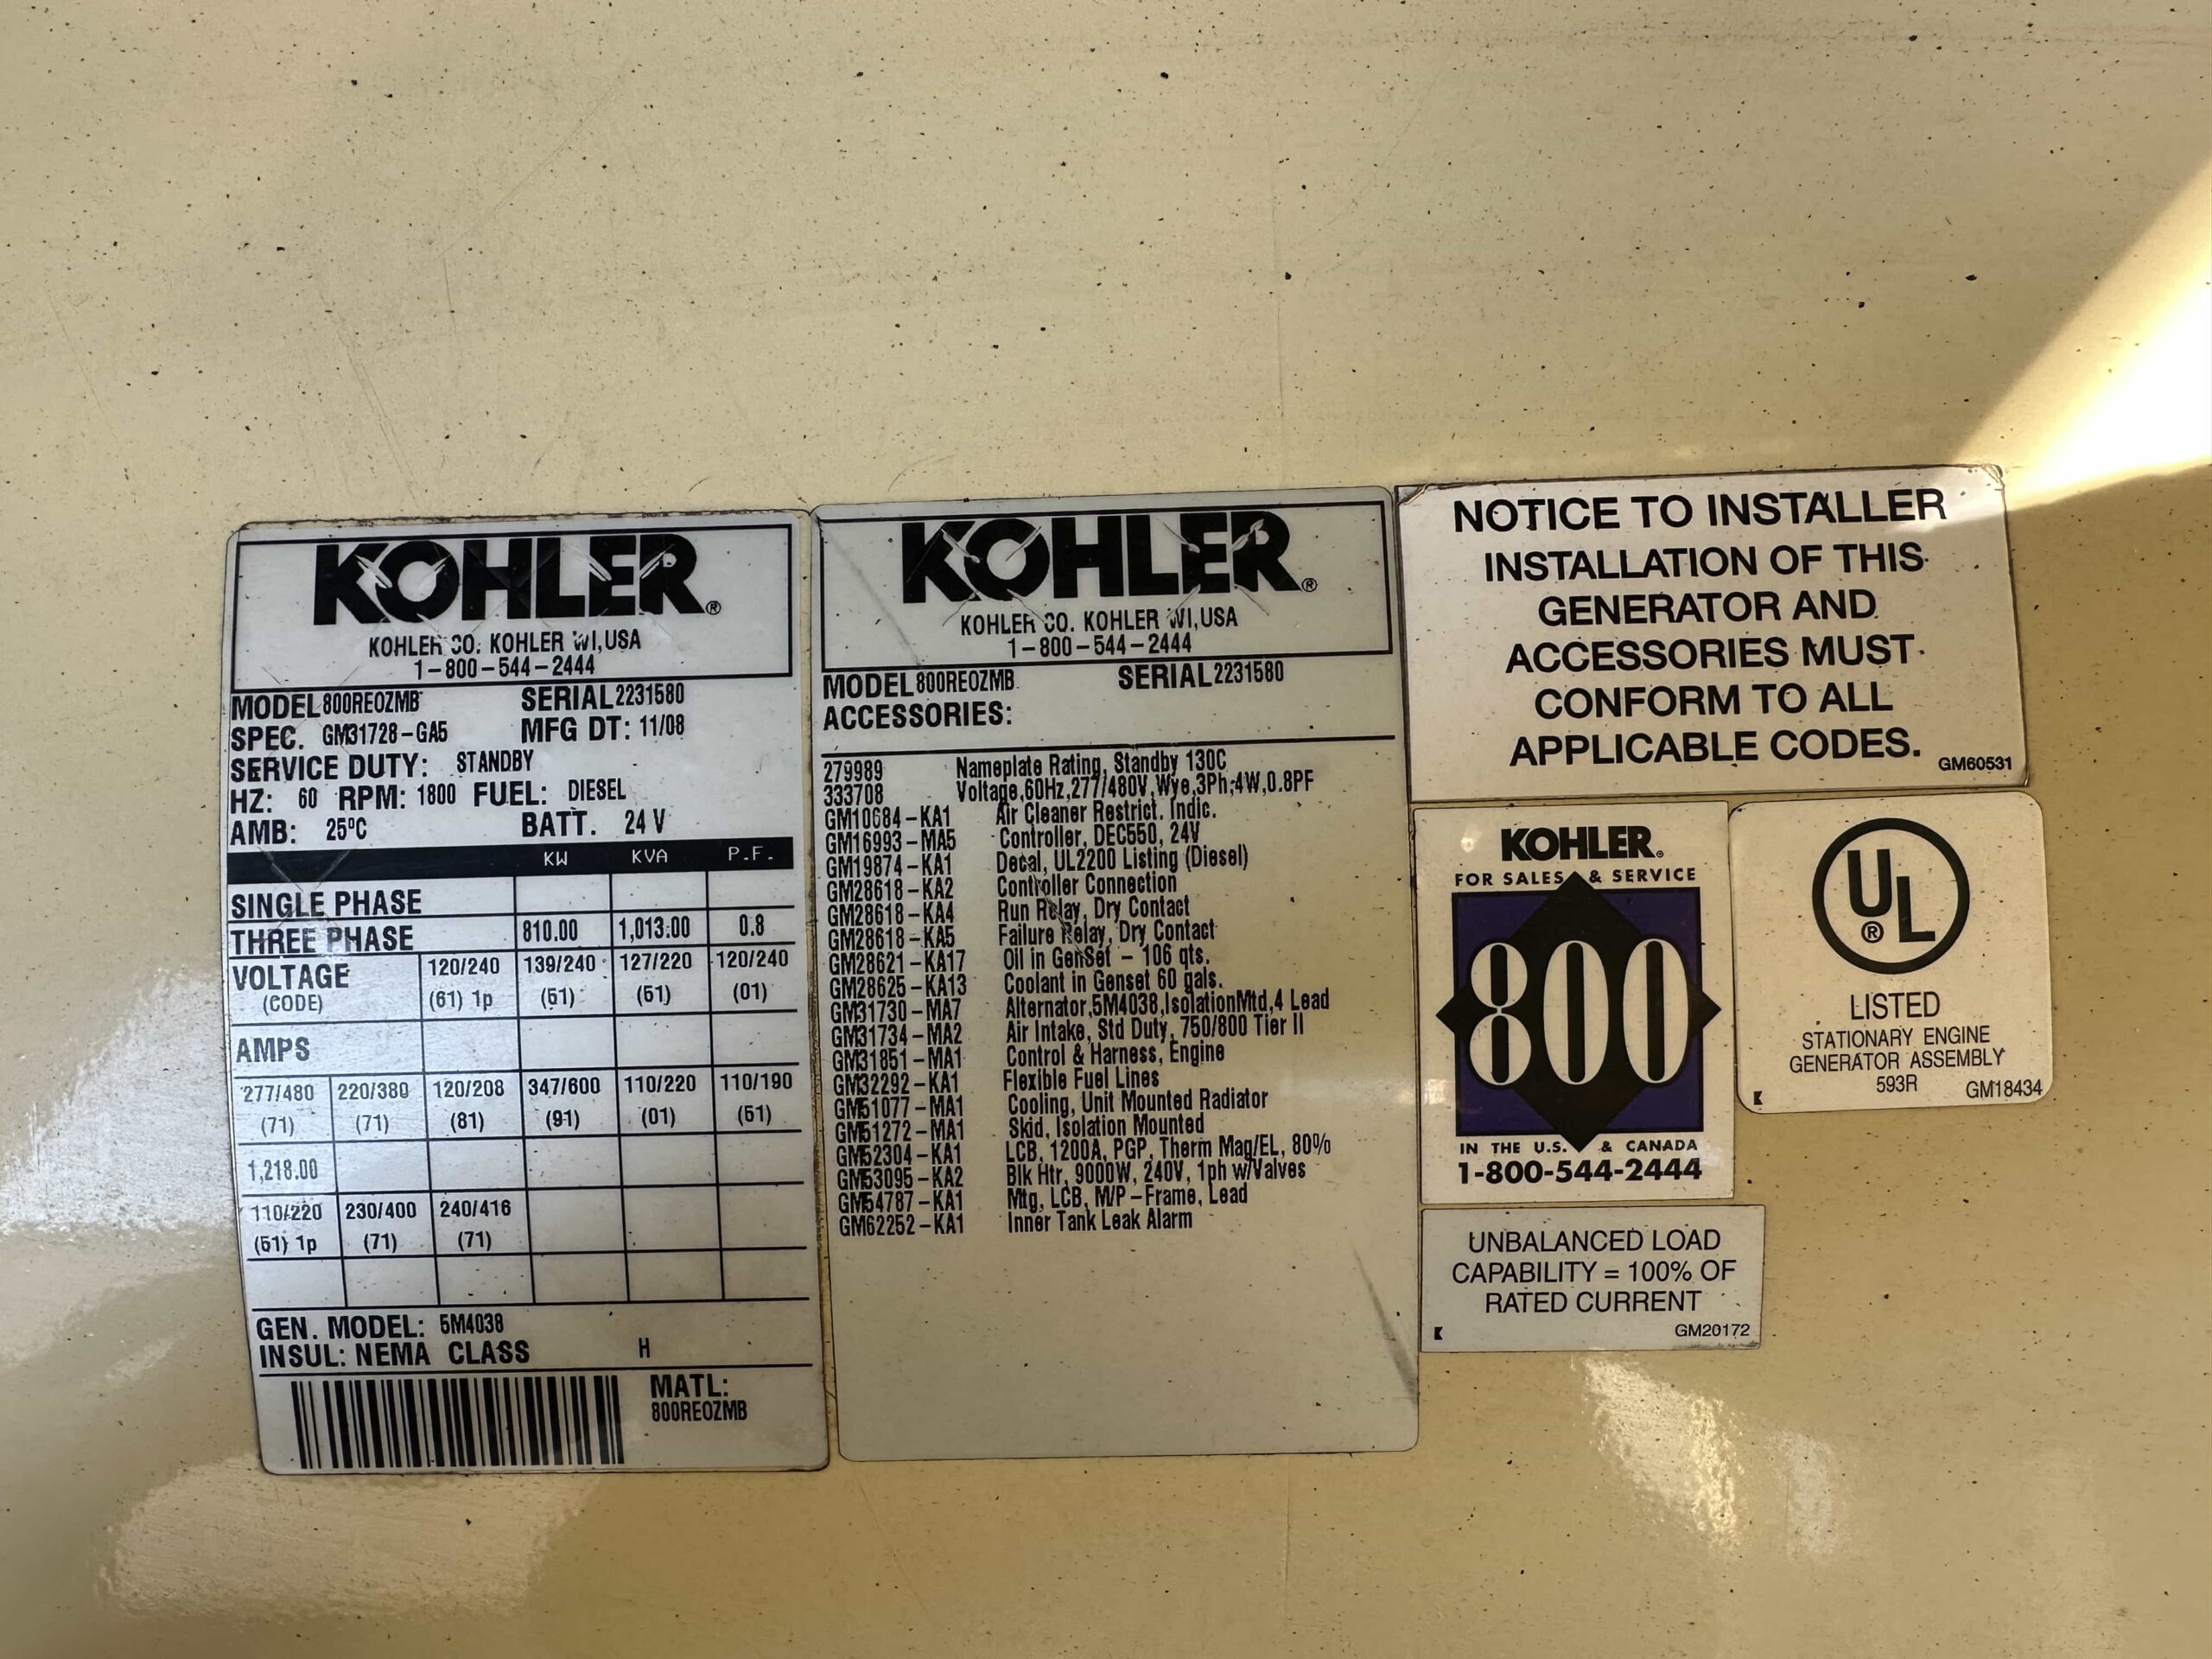 KOHLER®
KOHLER CO. KOHLER WI,USA
1-800-544-2444
MODEL 800REOZMB SERIAL 2231580
SPEC. GM31728-GA5 MFG DT: 11/08
SERVICE DUTY: STANDBY
HZ: 60 RPM: 1800 FUEL: DIESEL
AMB: 25ºC BATT. 24 V
KW KVA P.F.
SINGLE PHASE
THREE PHASE 810.00 1,013.00 0.8
VOLTAGE 120/240 139/240 127/220 120/240
(CODE) (61) 1p (51) (51) (01)
AMPS
277/480 220/380 120/208 347/600 110/220 110/190
(71) (71) (81) (91) (01) (51)
1,218.00
110/220 230/400 240/416
(51) 1p (71) (71)
GEN. MODEL: 5M4038
INSUL: NEMA CLASS H
MATL:
800REOZMB
KOHLER®
KOHLER CO. KOHLER WI,USA
1-800-544-2444
MODEL 800REOZMB SERIAL 2231580
ACCESSORIES:
279989 Nameplate Rating, Standby 130C
333708 Voltage,60Hz,277/480V,Wye,3Ph,4W,0.8PF
GM10684-KA1 Air Cleaner Restrict. Indic.
GM16993-MA5 Controller, DEC550, 24V
GM19874-KA1 Decal, UL2200 Listing (Diesel)
GM28618-KA2 Controller Connection
GM28618-KA4 Run Relay, Dry Contact
GM28618-KA5 Failure Relay, Dry Contact
GM28621-KA17 Oil in GenSet - 106 qts.
GM28625-KA13 Coolant in Genset 60 gals.
GM31730-MA7 Alternator,5M4038,IsolationMtd,4 Lead
GM31734-MA2 Air Intake, Std Duty, 750/800 Tier II
GM31851-MA1 Control & Harness, Engine
GM32292-KA1 Flexible Fuel Lines
GM51077-MA1 Cooling, Unit Mounted Radiator
GM51272-MA1 Skid, Isolation Mounted
GM52304-KA1 LCB, 1200A, PGP, Therm Mag/EL, 80%
GM53095-KA2 Blk Htr, 9000W, 240V, 1ph w/Valves
GM54787-KA1 Mtg, LCB, M/P-Frame, Lead
GM62252-KA1 Inner Tank Leak Alarm
NOTICE TO INSTALLER
INSTALLATION OF THIS
GENERATOR AND
ACCESSORIES MUST
CONFORM TO ALL
APPLICABLE CODES.
GM60531
KOHLER®
FOR SALES & SERVICE
800
IN THE U.S. & CANADA
1-800-544-2444
UL®
LISTED
STATIONARY ENGINE
GENERATOR ASSEMBLY
593R
K GM18434
UNBALANCED LOAD
CAPABILITY = 100% OF
RATED CURRENT
K GM20172